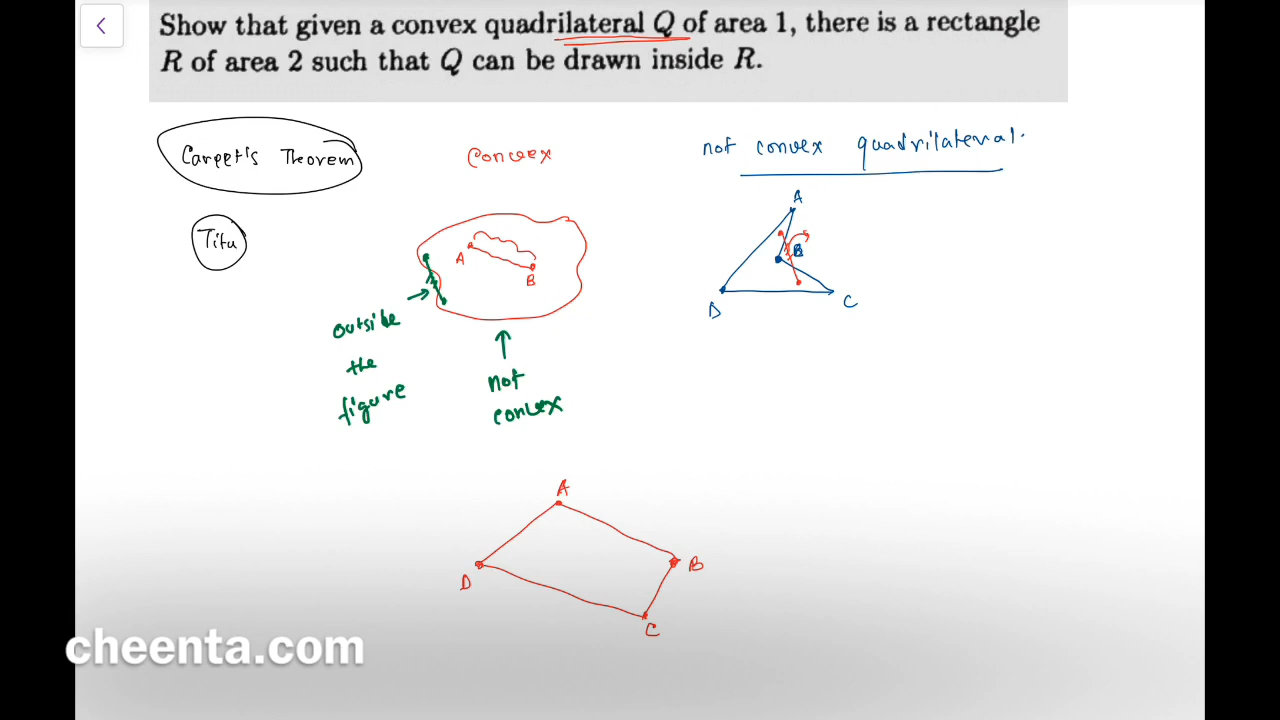 Show that given a convex quadrilateral Q of area 1, there is a rectangle
R of area 2 such that Q can be drawn inside R.
Carpet's Theorem
Convex
not convex quadrilateral.
Titu
A
B
A
B
D
C
outside
the
figure
not
convex
A
B
D
C
cheenta.com